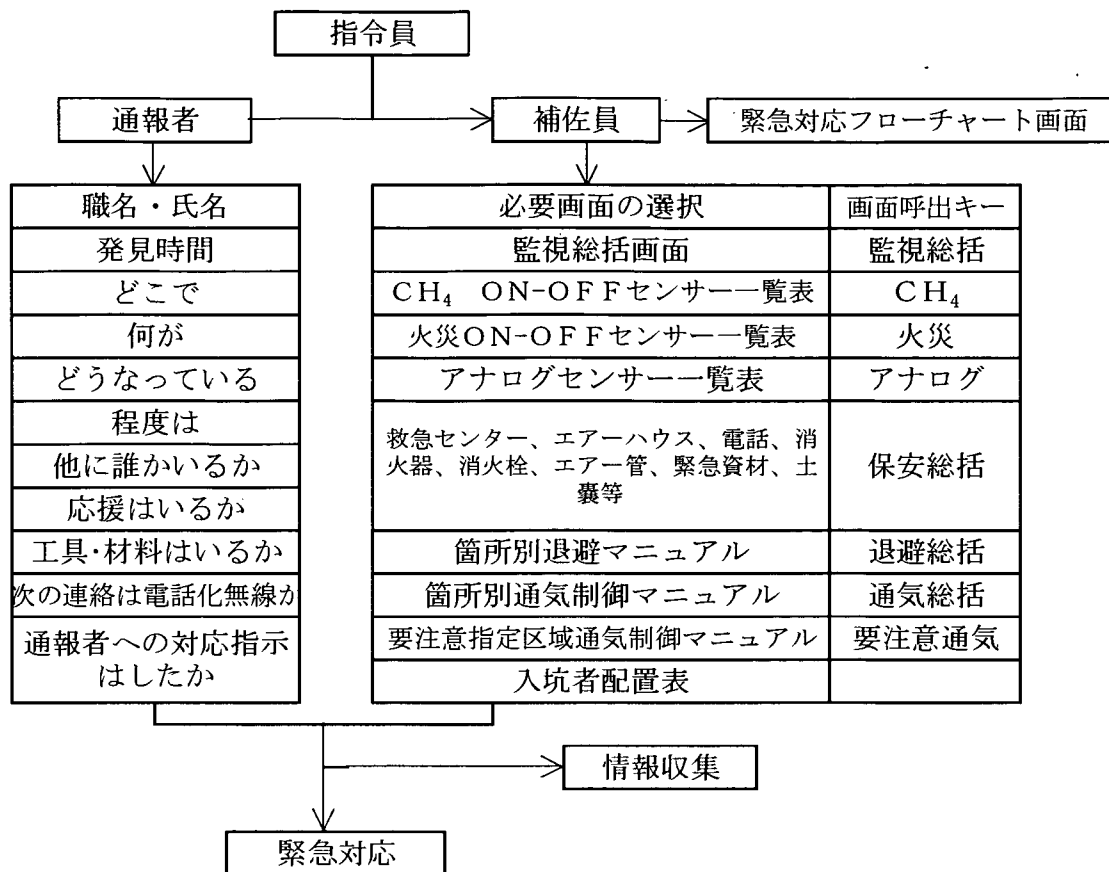 指令員
通報者
補佐員
緊急対応フローチャート画面
職名・氏名
発見時間
どこで
何が
どうなっている
程度は
他に誰かいるか
応援はいるか
工具・材料はいるか
次の連絡は電話化無線か
通報者への対応指示
はしたか
必要画面の選択 画面呼出キー
監視総括画面 監視総括
CH₄ ON-OFFセンサー一覧表 CH₄
火災ON-OFFセンサー一覧表 火災
アナログセンサー一覧表 アナログ
救急センター、エアーハウス、電話、消
火器、消火栓、エアー管、緊急資材、土
嚢等
保安総括
箇所別退避マニュアル 退避総括
箇所別通気制御マニュアル 通気総括
要注意指定区域通気制御マニュアル 要注意通気
入坑者配置表
情報収集
緊急対応